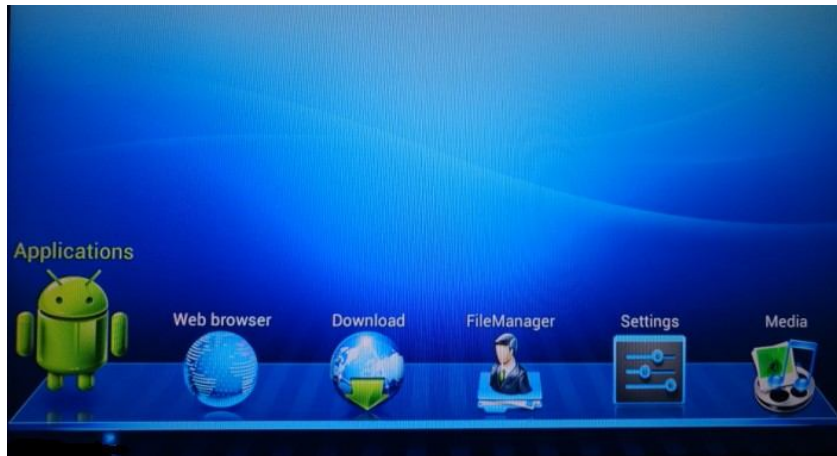 Applications
Web browser
Download
FileManager
Settings
Media